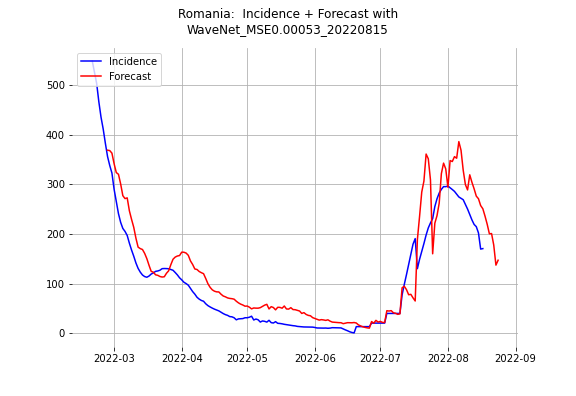 Romania:  Incidence + Forecast with
WaveNet_MSE0.00053_20220815
Incidence
Forecast
500
400
300
200
100
0
2022-03 2022-04 2022-05 2022-06 2022-07 2022-08 2022-09